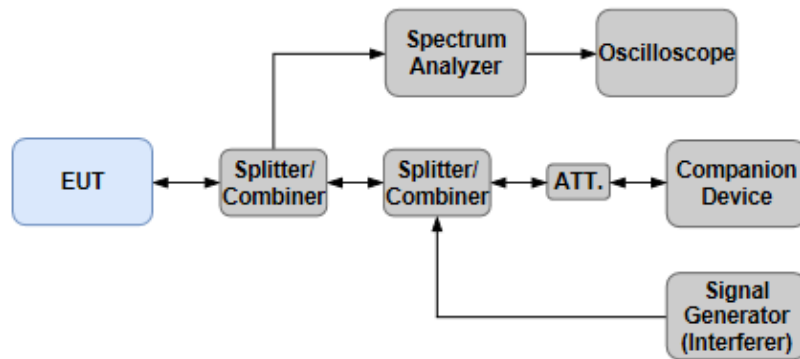 Spectrum
Analyzer
Oscilloscope
EUT
Splitter/
Combiner
Splitter/
Combiner
ATT.
Companion
Device
Signal
Generator
(Interferer)